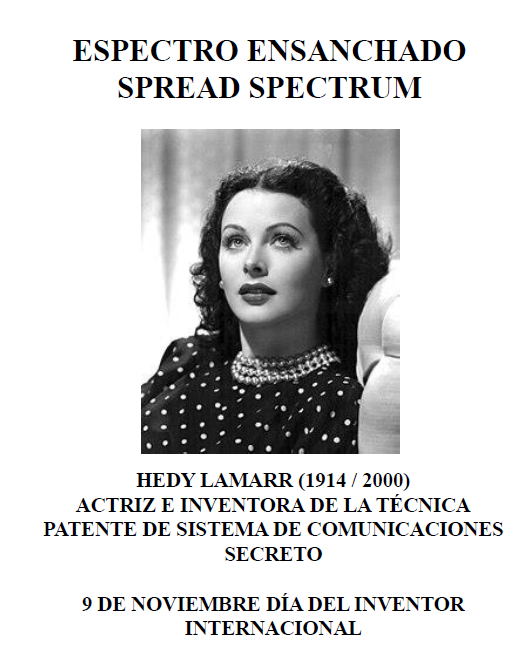 ESPECTRO ENSANCHADO
SPREAD SPECTRUM
HEDY LAMARR (1914 / 2000)
ACTRIZ E INVENTORA DE LA TÉCNICA
PATENTE DE SISTEMA DE COMUNICACIONES
SECRETO
9 DE NOVIEMBRE DÍA DEL INVENTOR
INTERNACIONAL